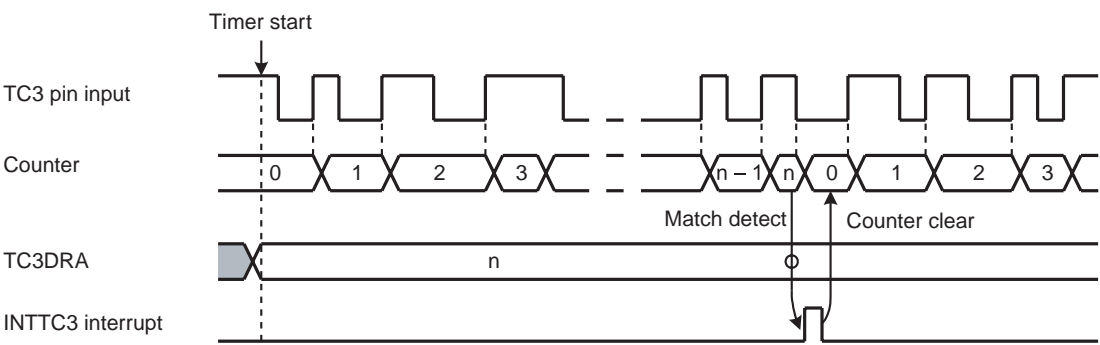 Timer start
TC3 pin input
Counter 0 1 2 3 n – 1 n 0 1 2 3
Match detect Counter clear
TC3DRA n
INTTC3 interrupt